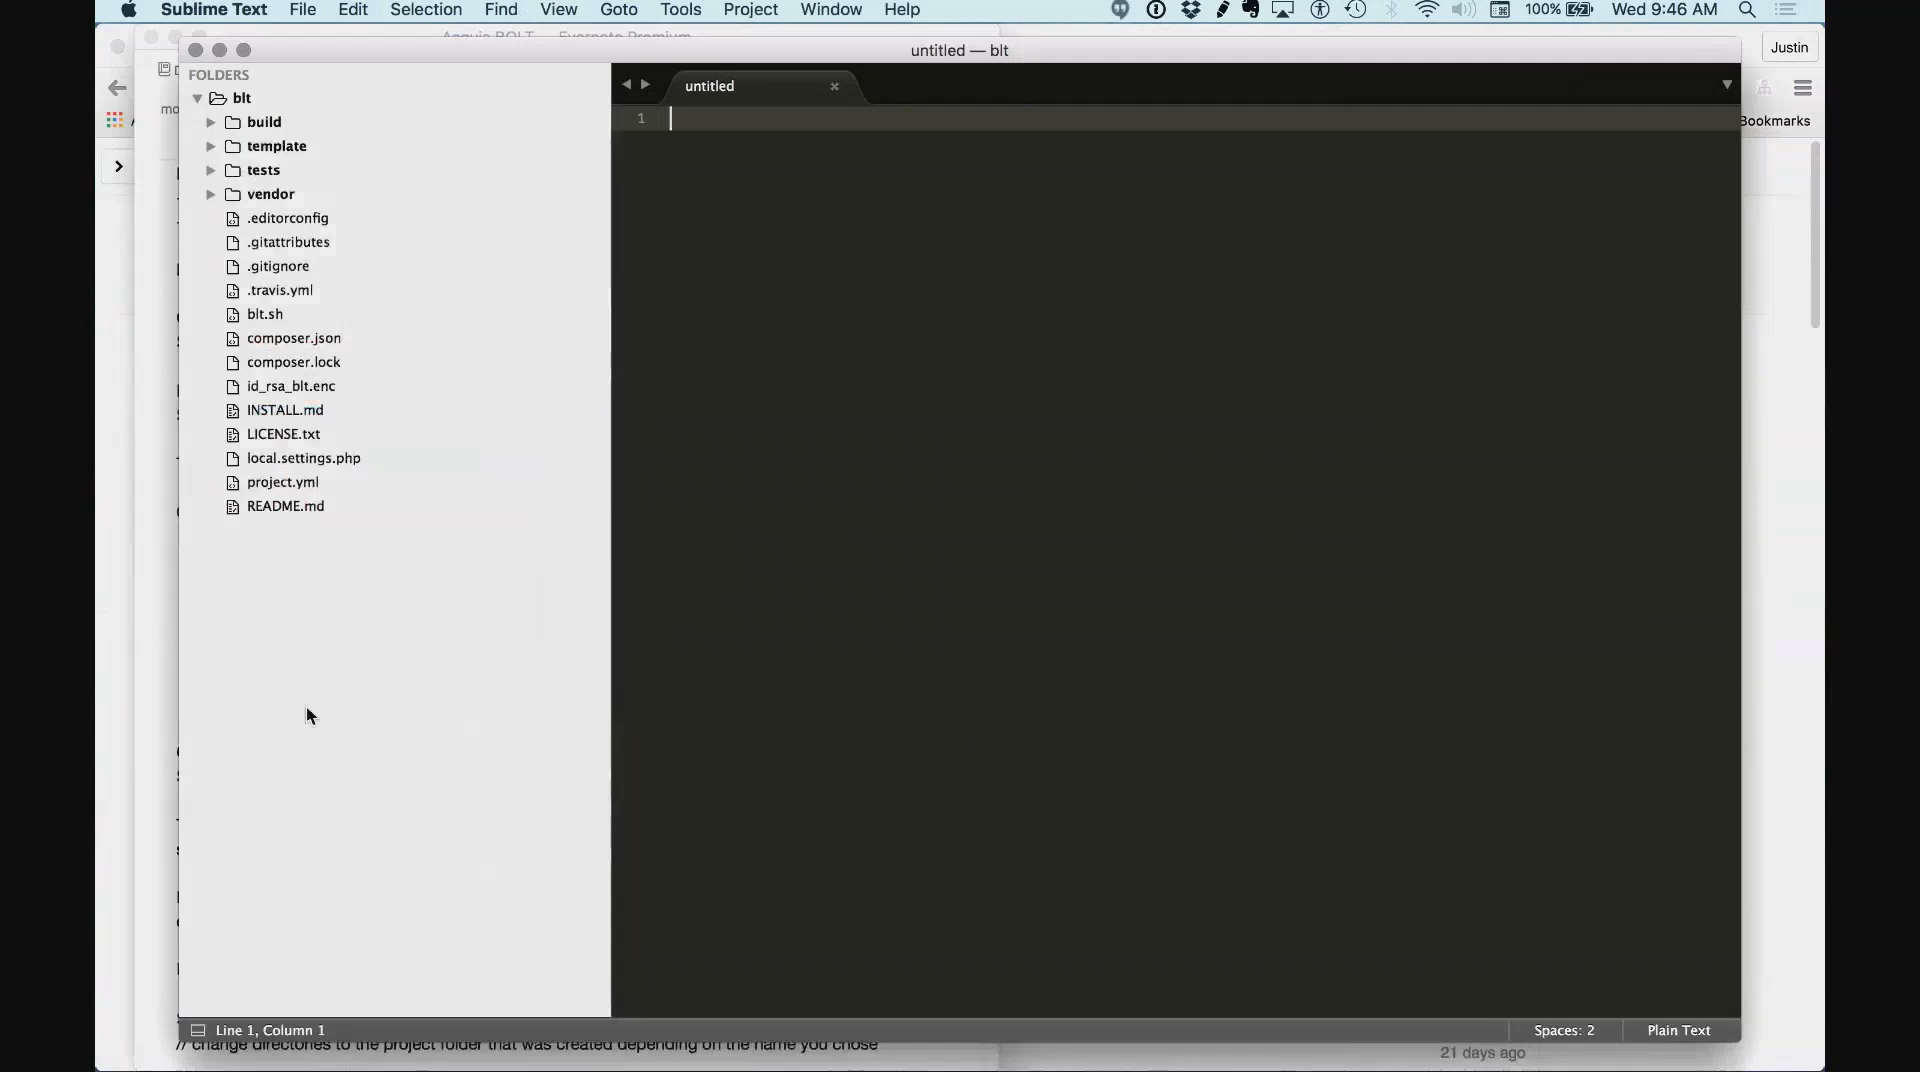 Sublime Text File Edit Selection Find View Goto Tools Project Window Help 100% Wed 9:46 AM
Acquia BOLT — Evernote Premium
untitled — blt
Justin
FOLDERS
untitled
blt
build
1
Bookmarks
template
tests
vendor
.editorconfig
.gitattributes
.gitignore
.travis.yml
blt.sh
composer.json
composer.lock
id_rsa_blt.enc
INSTALL.md
LICENSE.txt
local.settings.php
project.yml
README.md
Line 1, Column 1 Spaces: 2 Plain Text
// change directories to the project folder that was created depending on the name you chose
21 days ago